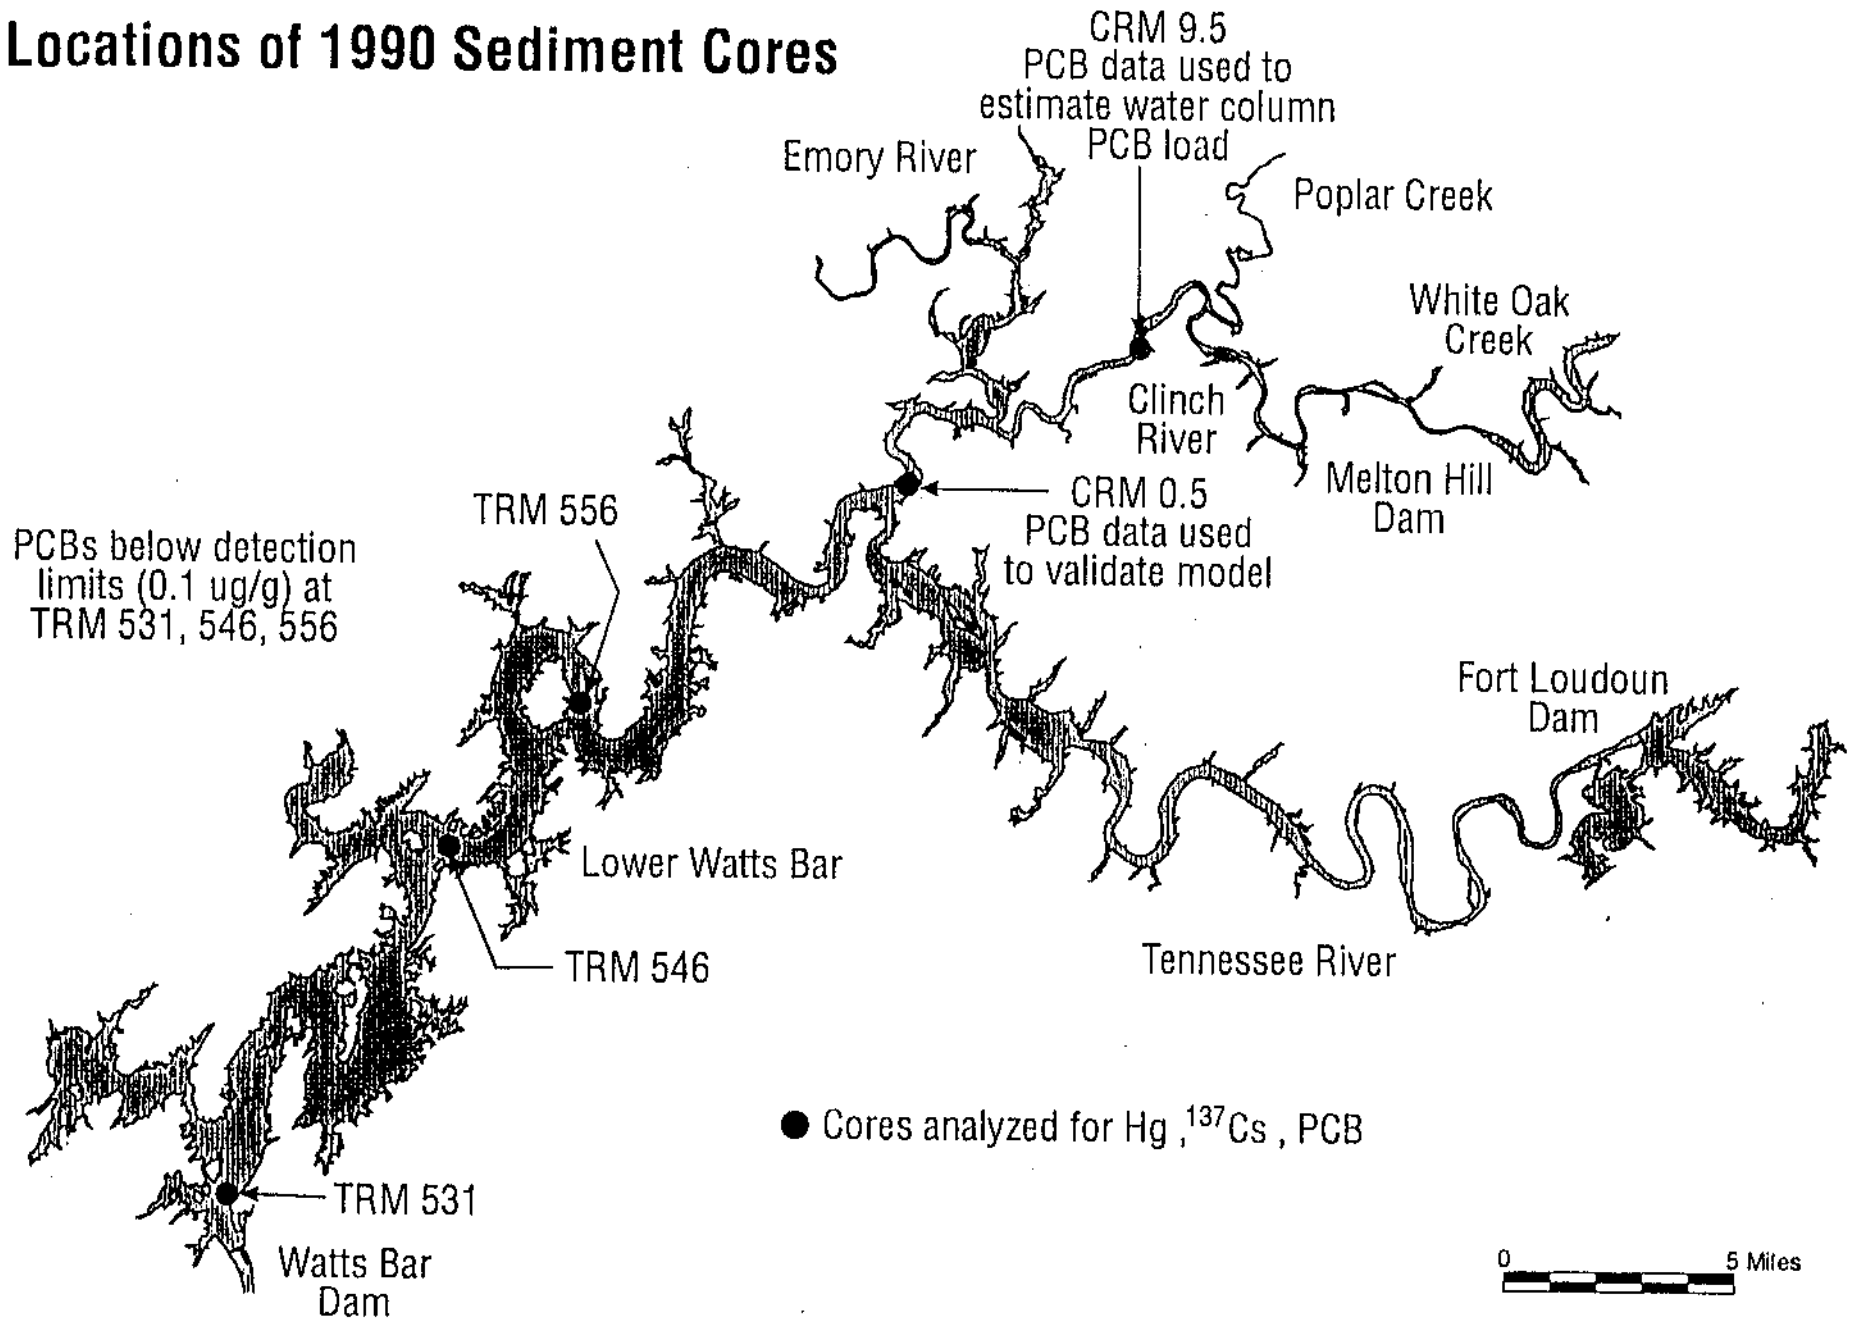 Locations of 1990 Sediment Cores
CRM 9.5
PCB data used to
estimate water column
PCB load
Emory River
Poplar Creek
White Oak
Creek
Clinch
River
Melton Hill
Dam
CRM 0.5
PCB data used
to validate model
TRM 556
PCBs below detection
limits (0.1 ug/g) at
TRM 531, 546, 556
Fort Loudoun
Dam
Lower Watts Bar
TRM 546
Tennessee River
Cores analyzed for Hg ,¹³⁷Cs , PCB
TRM 531
Watts Bar
Dam
0 5 Miles